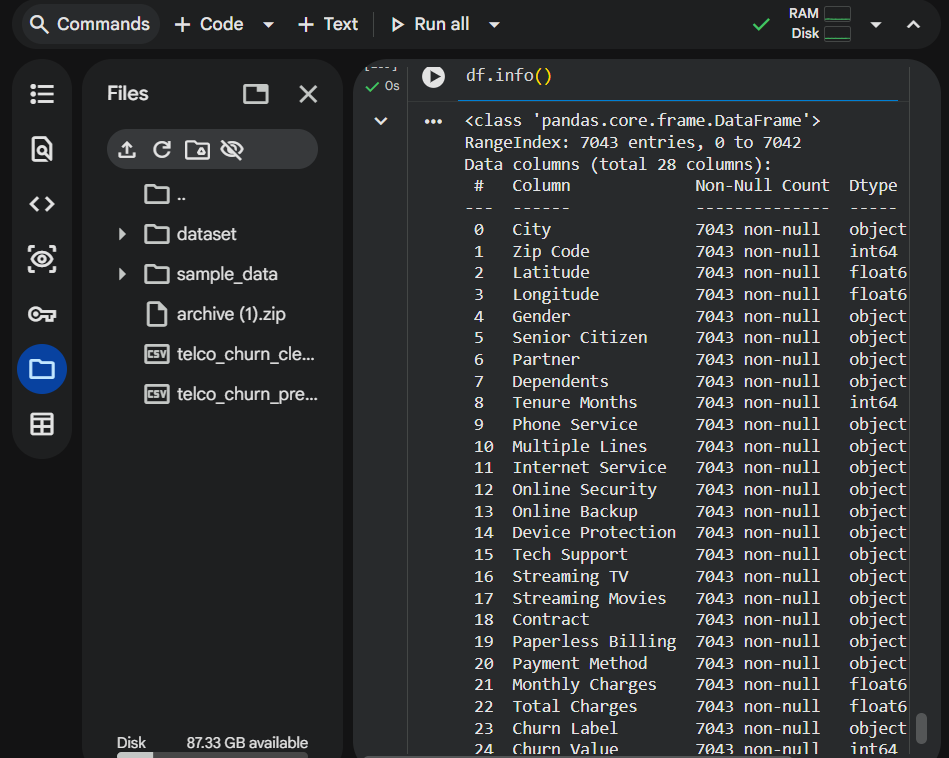 Commands + Code + Text Run all
RAM
Disk
Files
..
dataset
sample_data
archive (1).zip
CSV telco_churn_cle...
CSV telco_churn_pre...
Disk 87.33 GB available
0s
df.info()
<class 'pandas.core.frame.DataFrame'>
RangeIndex: 7043 entries, 0 to 7042
Data columns (total 28 columns):
# Column Non-Null Count Dtype
--- ------ -------------- -----
0 City 7043 non-null object
1 Zip Code 7043 non-null int64
2 Latitude 7043 non-null float6
3 Longitude 7043 non-null float6
4 Gender 7043 non-null object
5 Senior Citizen 7043 non-null object
6 Partner 7043 non-null object
7 Dependents 7043 non-null object
8 Tenure Months 7043 non-null int64
9 Phone Service 7043 non-null object
10 Multiple Lines 7043 non-null object
11 Internet Service 7043 non-null object
12 Online Security 7043 non-null object
13 Online Backup 7043 non-null object
14 Device Protection 7043 non-null object
15 Tech Support 7043 non-null object
16 Streaming TV 7043 non-null object
17 Streaming Movies 7043 non-null object
18 Contract 7043 non-null object
19 Paperless Billing 7043 non-null object
20 Payment Method 7043 non-null object
21 Monthly Charges 7043 non-null float6
22 Total Charges 7043 non-null float6
23 Churn Label 7043 non-null object
24 Churn Value 7043 non-null int64